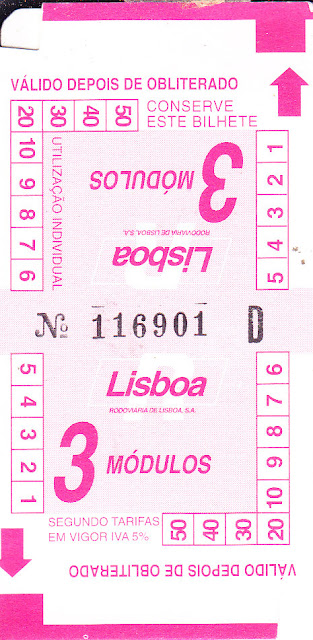 VÁLIDO DEPOIS DE OBLITERADO
20 30 40 50
CONSERVE
ESTE BILHETE
10 9 8 7 6
UTILIZAÇÃO INDIVIDUAL
3 MÓDULOS
RODOVIARIA DE LISBOA, S.A.
Lisboa
1 2 3 4 5
Nº 116901 D
5 4 3 2 1
Lisboa
RODOVIARIA DE LISBOA, S.A.
3 MÓDULOS
6 7 8 9 10
SEGUNDO TARIFAS
EM VIGOR IVA 5%
50 40 30 20
VÁLIDO DEPOIS DE OBLITERADO